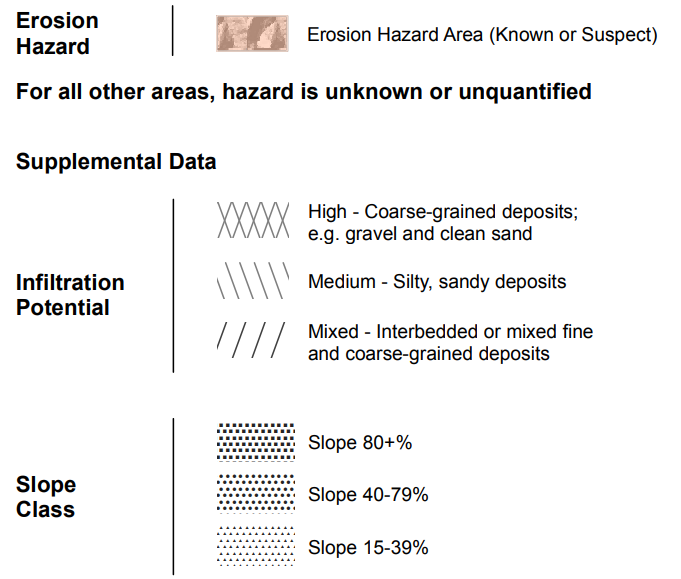 Erosion
Hazard
Erosion Hazard Area (Known or Suspect)
For all other areas, hazard is unknown or unquantified
Supplemental Data
Infiltration
Potential
High - Coarse-grained deposits;
e.g. gravel and clean sand
Medium - Silty, sandy deposits
Mixed - Interbedded or mixed fine
and coarse-grained deposits
Slope
Class
Slope 80+%
Slope 40-79%
Slope 15-39%